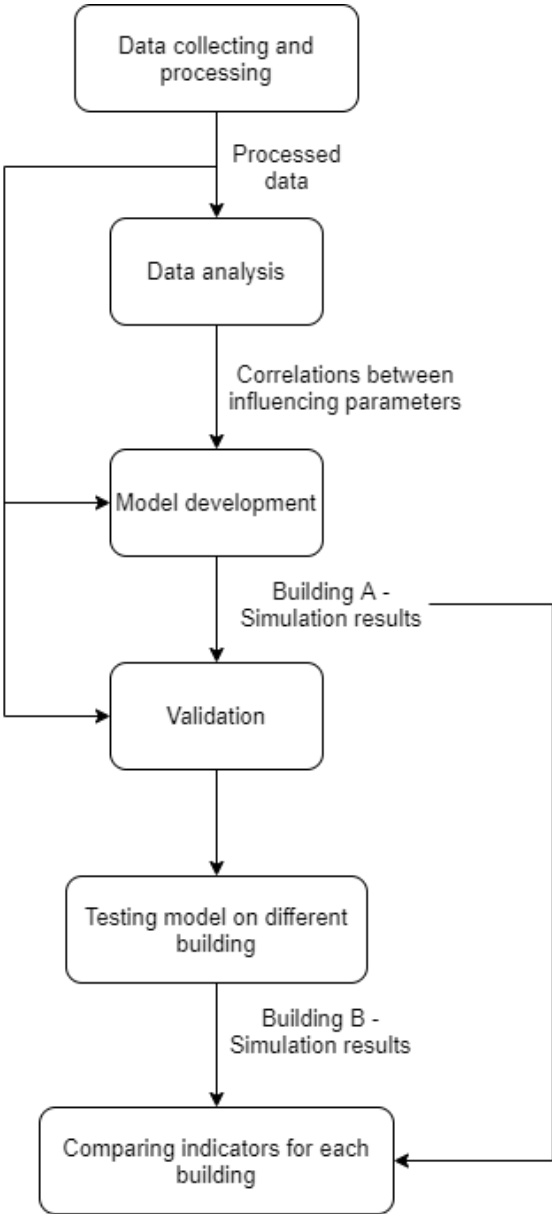 Data collecting and
processing
Processed
data
Data analysis
Correlations between
influencing parameters
Model development
Building A -
Simulation results
Validation
Testing model on different
building
Building B -
Simulation results
Comparing indicators for each
building